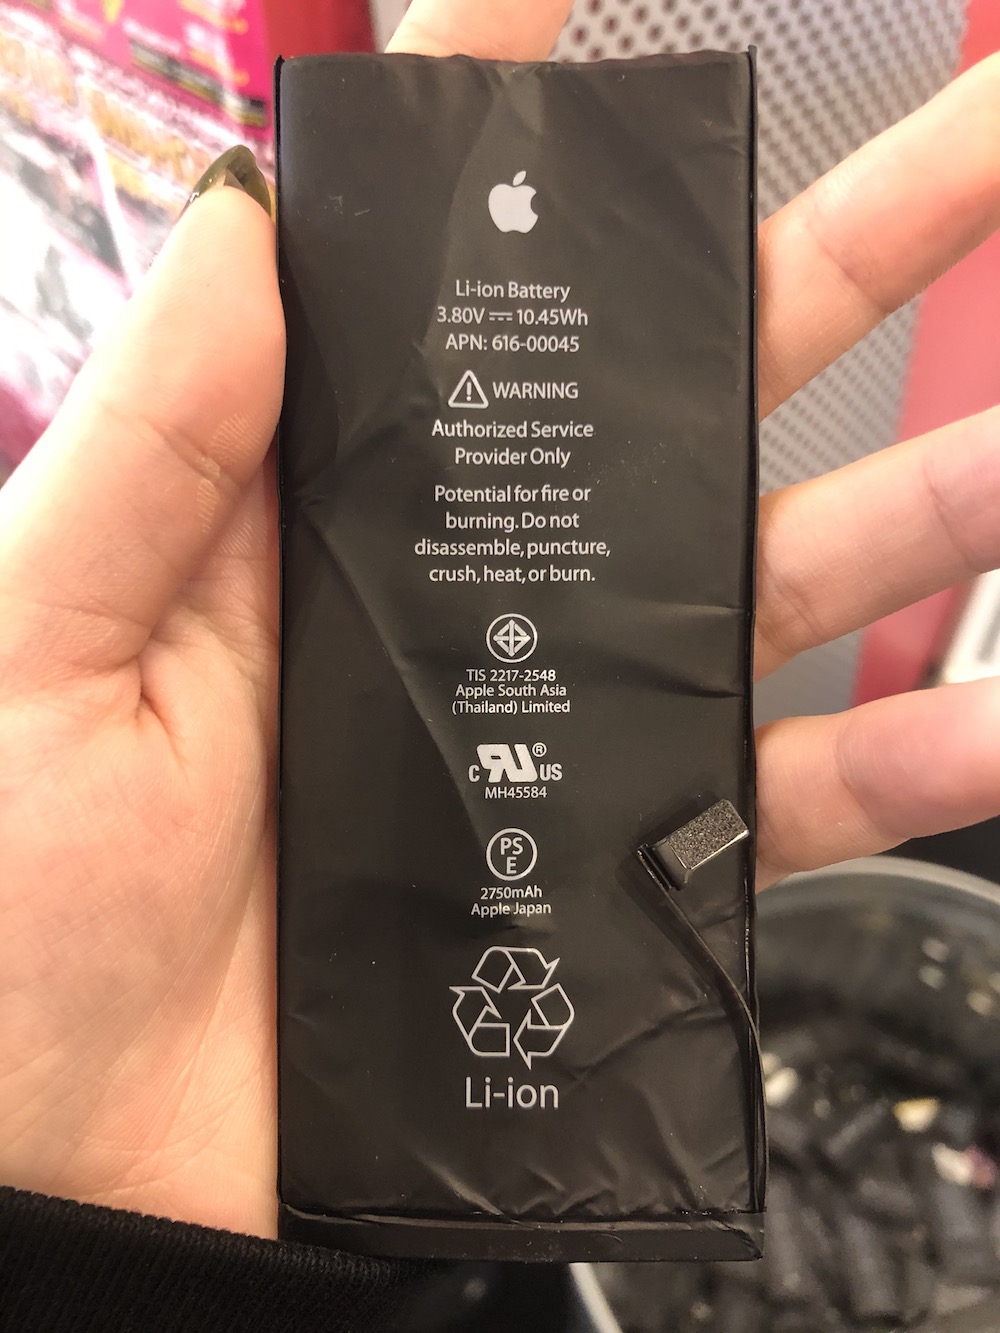 Li-ion Battery
3.80V ⎓ 10.45Wh
APN: 616-00045
WARNING
Authorized Service
Provider Only
Potential for fire or
burning. Do not
disassemble, puncture,
crush, heat, or burn.
TIS 2217-2548
Apple South Asia
(Thailand) Limited
c RU® US
MH45584
PS
E
2750mAh
Apple Japan
Li-ion